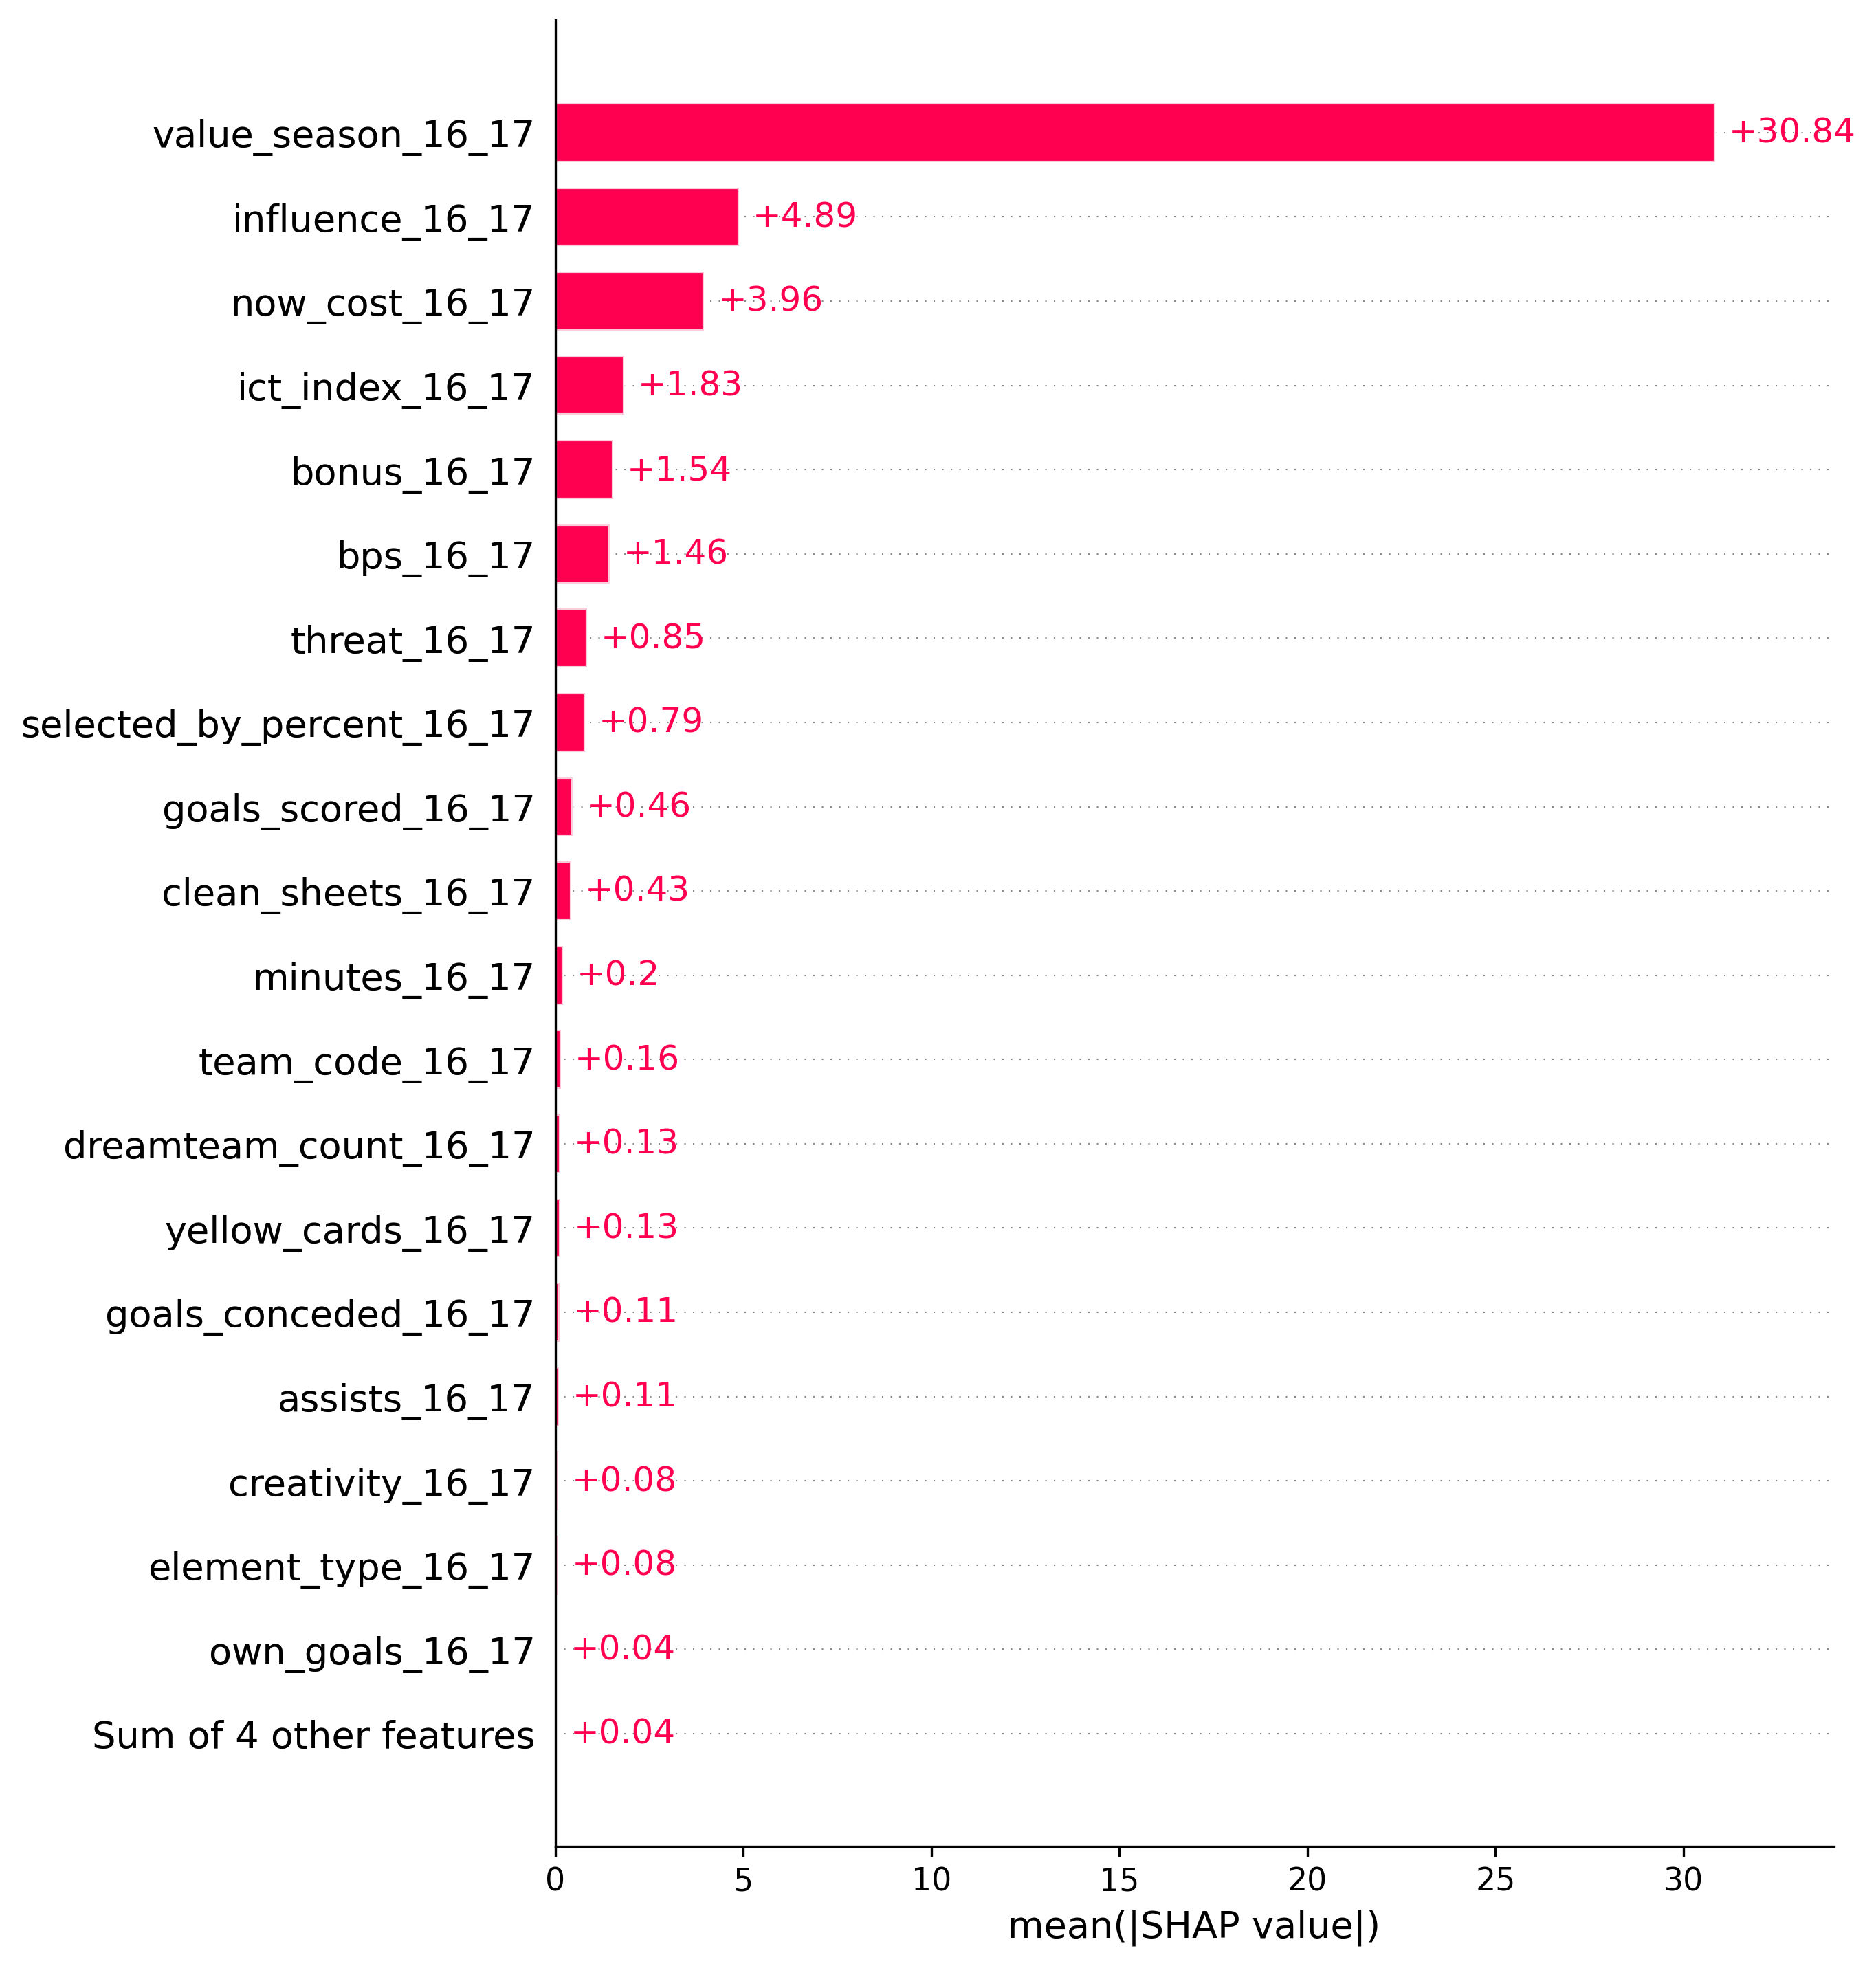 value_season_16_17 +30.84
influence_16_17 +4.89
now_cost_16_17 +3.96
ict_index_16_17 +1.83
bonus_16_17 +1.54
bps_16_17 +1.46
threat_16_17 +0.85
selected_by_percent_16_17 +0.79
goals_scored_16_17 +0.46
clean_sheets_16_17 +0.43
minutes_16_17 +0.2
team_code_16_17 +0.16
dreamteam_count_16_17 +0.13
yellow_cards_16_17 +0.13
goals_conceded_16_17 +0.11
assists_16_17 +0.11
creativity_16_17 +0.08
element_type_16_17 +0.08
own_goals_16_17 +0.04
Sum of 4 other features +0.04
0 5 10 15 20 25 30
mean(|SHAP value|)